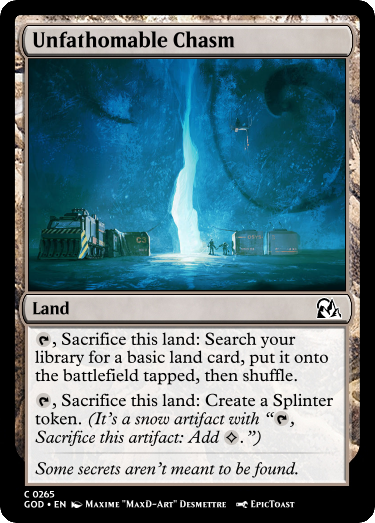 Unfathomable Chasm
Land
, Sacrifice this land: Search your
library for a basic land card, put it onto
the battlefield tapped, then shuffle.
, Sacrifice this land: Create a Splinter
token. (It's a snow artifact with “,
Sacrifice this artifact: Add .”)
Some secrets aren't meant to be found.
C 0265
GOD • EN Maxime "MaxD-Art" Desmettre EpicToast